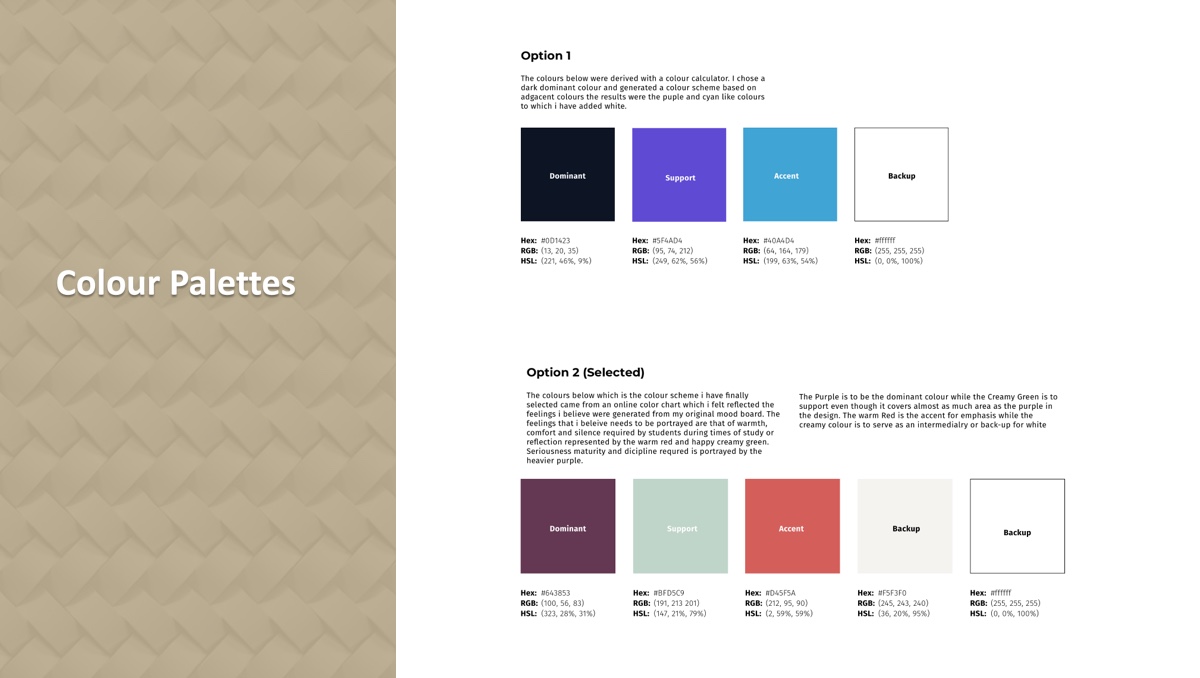 Colour Palettes
Option 1
The colours below were derived with a colour calculator. I chose a
dark dominant colour and generated a colour scheme based on
adgacent colours the results were the puple and cyan like colours
to which i have added white.
Dominant
Support
Accent
Backup
Hex: #0D1423
RGB: (13, 20, 35)
HSL: (221, 46%, 9%)
Hex: #5F4AD4
RGB: (95, 74, 212)
HSL: (249, 62%, 56%)
Hex: #40A4D4
RGB: (64, 164, 179)
HSL: (199, 63%, 54%)
Hex: #ffffff
RGB: (255, 255, 255)
HSL: (0, 0%, 100%)
Option 2 (Selected)
The colours below which is the colour scheme i have finally
selected came from an online color chart which i felt reflected the
feelings i believe were generated from my original mood board. The
feelings that i beleive needs to be portrayed are that of warmth,
comfort and silence required by students during times of study or
reflection represented by the warm red and happy creamy green.
Seriousness maturity and dicipline requred is portrayed by the
heavier purple.
The Purple is to be the dominant colour while the Creamy Green is to
support even though it covers almost as much area as the purple in
the design. The warm Red is the accent for emphasis while the
creamy colour is to serve as an intermedialry or back-up for white
Dominant
Support
Accent
Backup
Backup
Hex: #643853
RGB: (100, 56, 83)
HSL: (323, 28%, 31%)
Hex: #BFD5C9
RGB: (191, 213 201)
HSL: (147, 21%, 79%)
Hex: #D45F5A
RGB: (212, 95, 90)
HSL: (2, 59%, 59%)
Hex: #F5F3F0
RGB: (245, 243, 240)
HSL: (36, 20%, 95%)
Hex: #ffffff
RGB: (255, 255, 255)
HSL: (0, 0%, 100%)